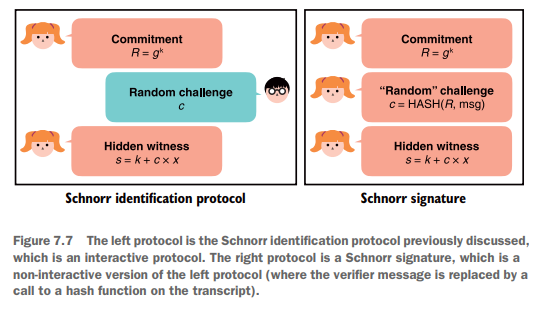 Commitment
R = gᵏ
Random challenge
c
Hidden witness
s = k + c × x
Schnorr identification protocol
Commitment
R = gᵏ
“Random” challenge
c = HASH(R, msg)
Hidden witness
s = k + c × x
Schnorr signature
Figure 7.7 The left protocol is the Schnorr identification protocol previously discussed,
which is an interactive protocol. The right protocol is a Schnorr signature, which is a
non-interactive version of the left protocol (where the verifier message is replaced by a
call to a hash function on the transcript).